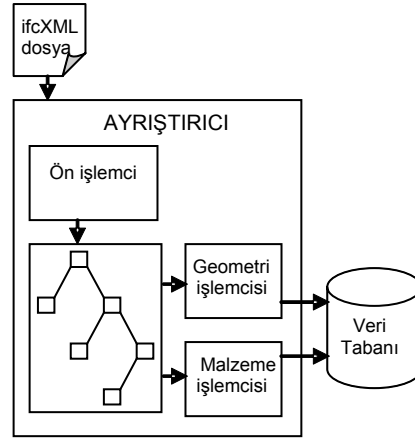 ifcXML
dosya
AYRIŞTIRICI
Ön işlemci
Geometri
işlemcisi
Malzeme
işlemcisi
Veri
Tabanı